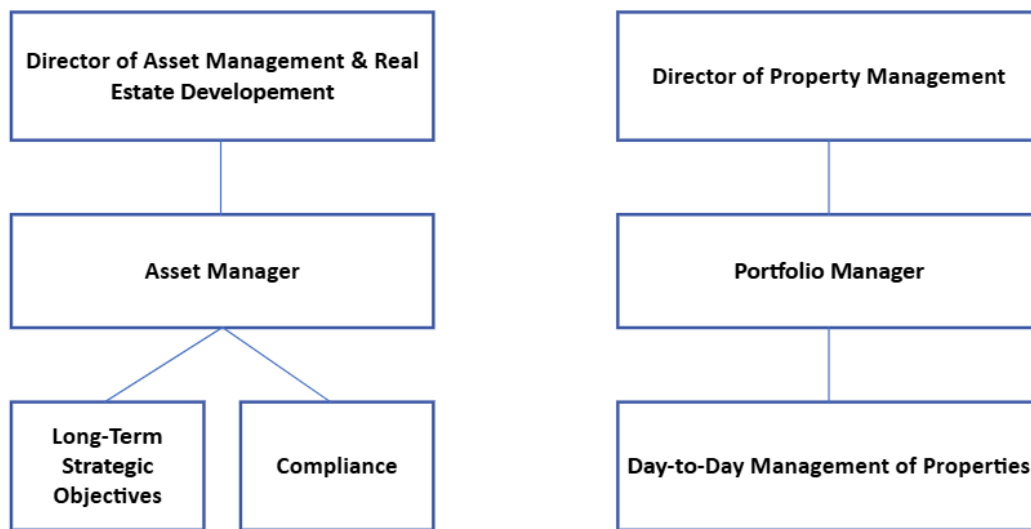 Director of Asset Management & Real
Estate Developement
Director of Property Management
Asset Manager
Portfolio Manager
Long-Term
Strategic
Objectives
Compliance
Day-to-Day Management of Properties